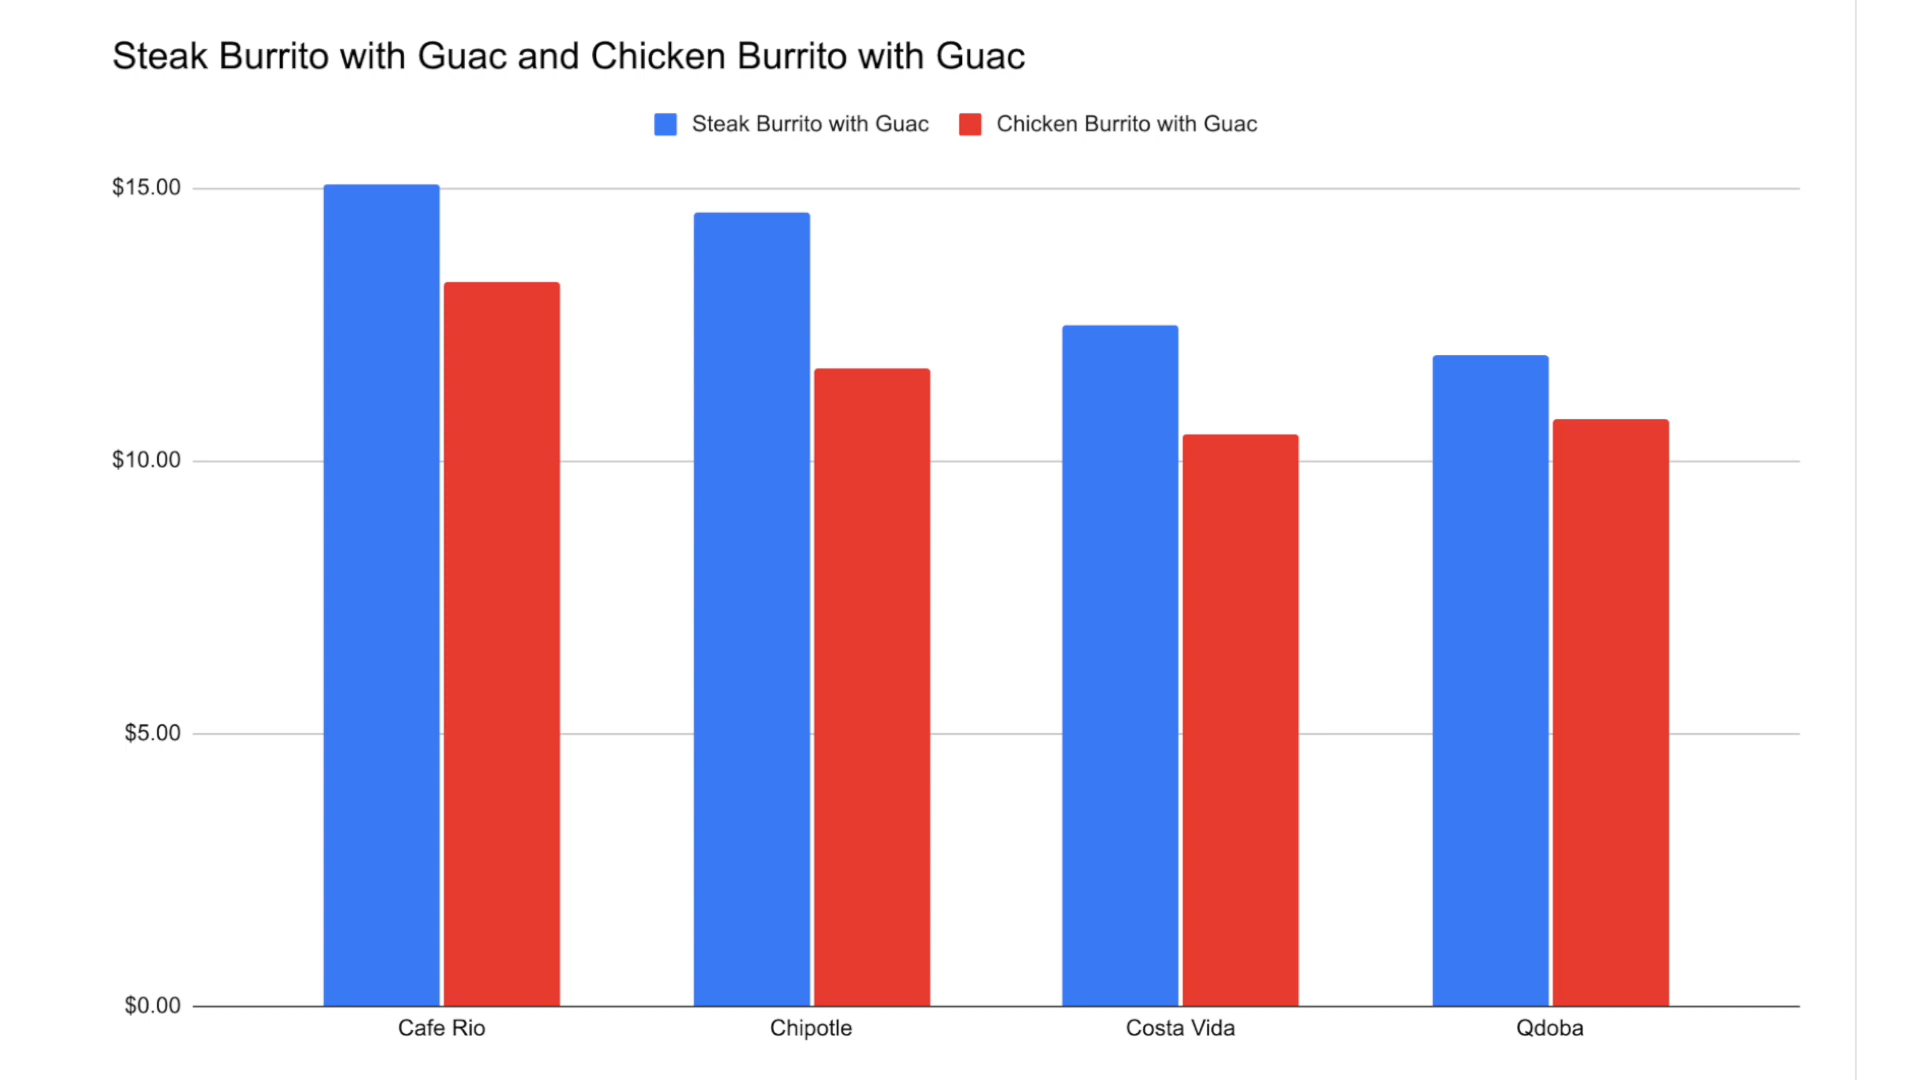 Steak Burrito with Guac and Chicken Burrito with Guac
Steak Burrito with Guac Chicken Burrito with Guac
$15.00
$10.00
$5.00
$0.00
Cafe Rio Chipotle Costa Vida Qdoba